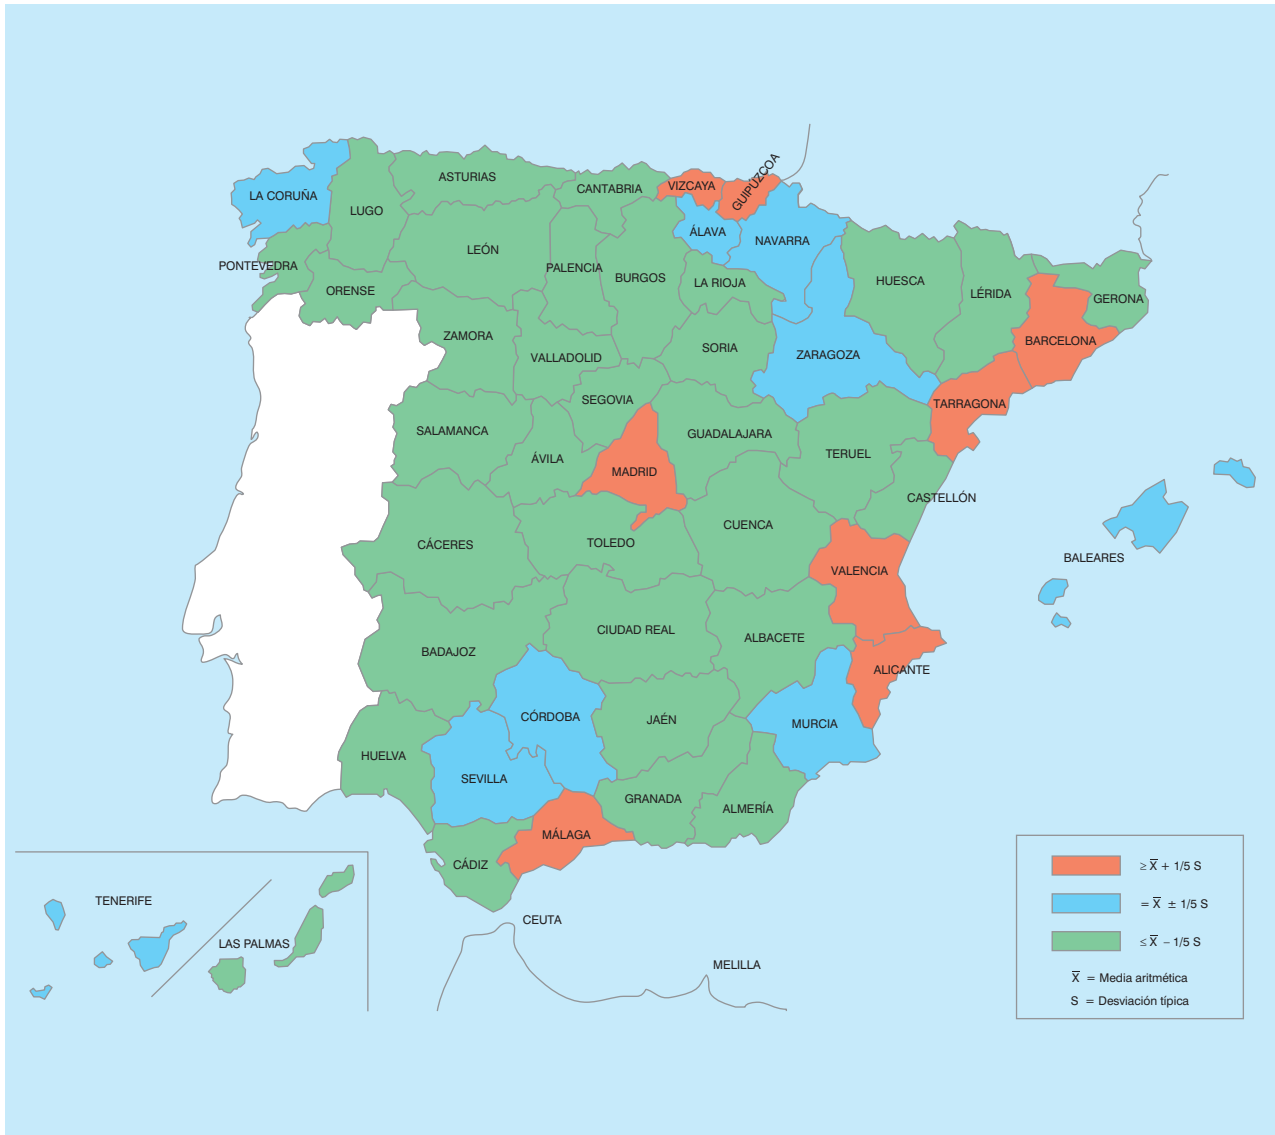 ASTURIAS
CANTABRIA
VIZCAYA
GUIPÚZCOA
LA CORUÑA
LUGO
ÁLAVA
NAVARRA
LEÓN
PONTEVEDRA
PALENCIA
BURGOS
LA RIOJA
HUESCA
LÉRIDA
GERONA
ORENSE
ZAMORA
VALLADOLID
SORIA
ZARAGOZA
BARCELONA
SEGOVIA
TARRAGONA
SALAMANCA
ÁVILA
MADRID
GUADALAJARA
TERUEL
CASTELLÓN
CUENCA
CÁCERES
TOLEDO
BALEARES
VALENCIA
CIUDAD REAL
ALBACETE
BADAJOZ
ALICANTE
CÓRDOBA
JAÉN
MURCIA
HUELVA
SEVILLA
GRANADA
ALMERÍA
MÁLAGA
CÁDIZ
TENERIFE
LAS PALMAS
CEUTA
MELILLA
≥ X̅ + 1/5 S
= X̅ ± 1/5 S
≤ X̅ – 1/5 S
X̅ = Media aritmética
S = Desviación típica